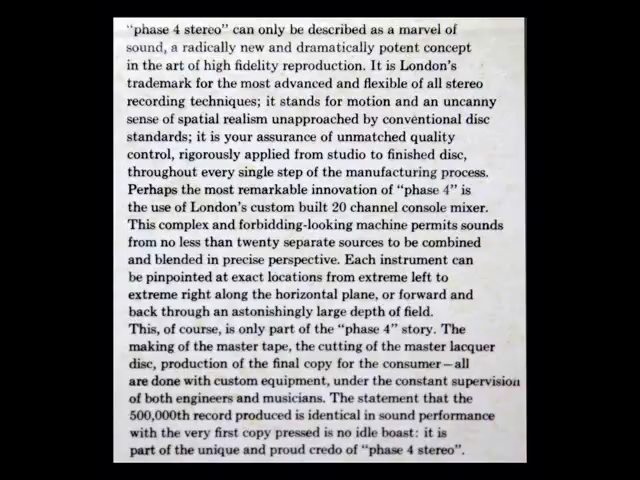 "phase 4 stereo" can only be described as a marvel of
sound, a radically new and dramatically potent concept
in the art of high fidelity reproduction. It is London's
trademark for the most advanced and flexible of all stereo
recording techniques; it stands for motion and an uncanny
sense of spatial realism unapproached by conventional disc
standards; it is your assurance of unmatched quality
control, rigorously applied from studio to finished disc,
throughout every single step of the manufacturing process.
Perhaps the most remarkable innovation of "phase 4" is
the use of London's custom built 20 channel console mixer.
This complex and forbidding-looking machine permits sounds
from no less than twenty separate sources to be combined
and blended in precise perspective. Each instrument can
be pinpointed at exact locations from extreme left to
extreme right along the horizontal plane, or forward and
back through an astonishingly large depth of field.
This, of course, is only part of the "phase 4" story. The
making of the master tape, the cutting of the master lacquer
disc, production of the final copy for the consumer—all
are done with custom equipment, under the constant supervision
of both engineers and musicians. The statement that the
500,000th record produced is identical in sound performance
with the very first copy pressed is no idle boast: it is
part of the unique and proud credo of "phase 4 stereo".